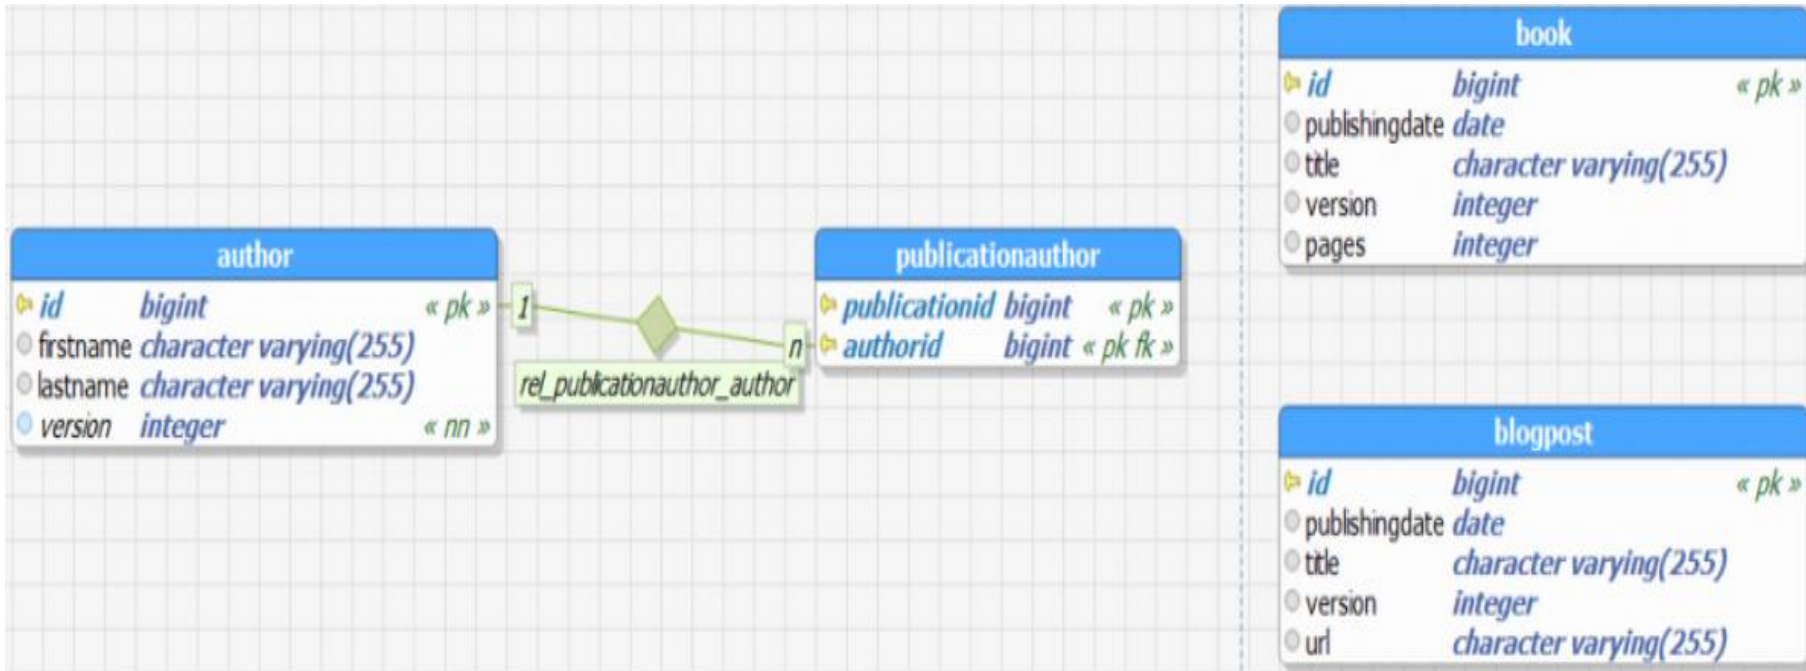 author
id bigint « pk »
firstname character varying(255)
lastname character varying(255)
version integer « nn »
1
n
rel_publicationauthor_author
publicationauthor
publicationid bigint « pk »
authorid bigint « pk fk »
book
id bigint « pk »
publishingdate date
title character varying(255)
version integer
pages integer
blogpost
id bigint « pk »
publishingdate date
title character varying(255)
version integer
url character varying(255)